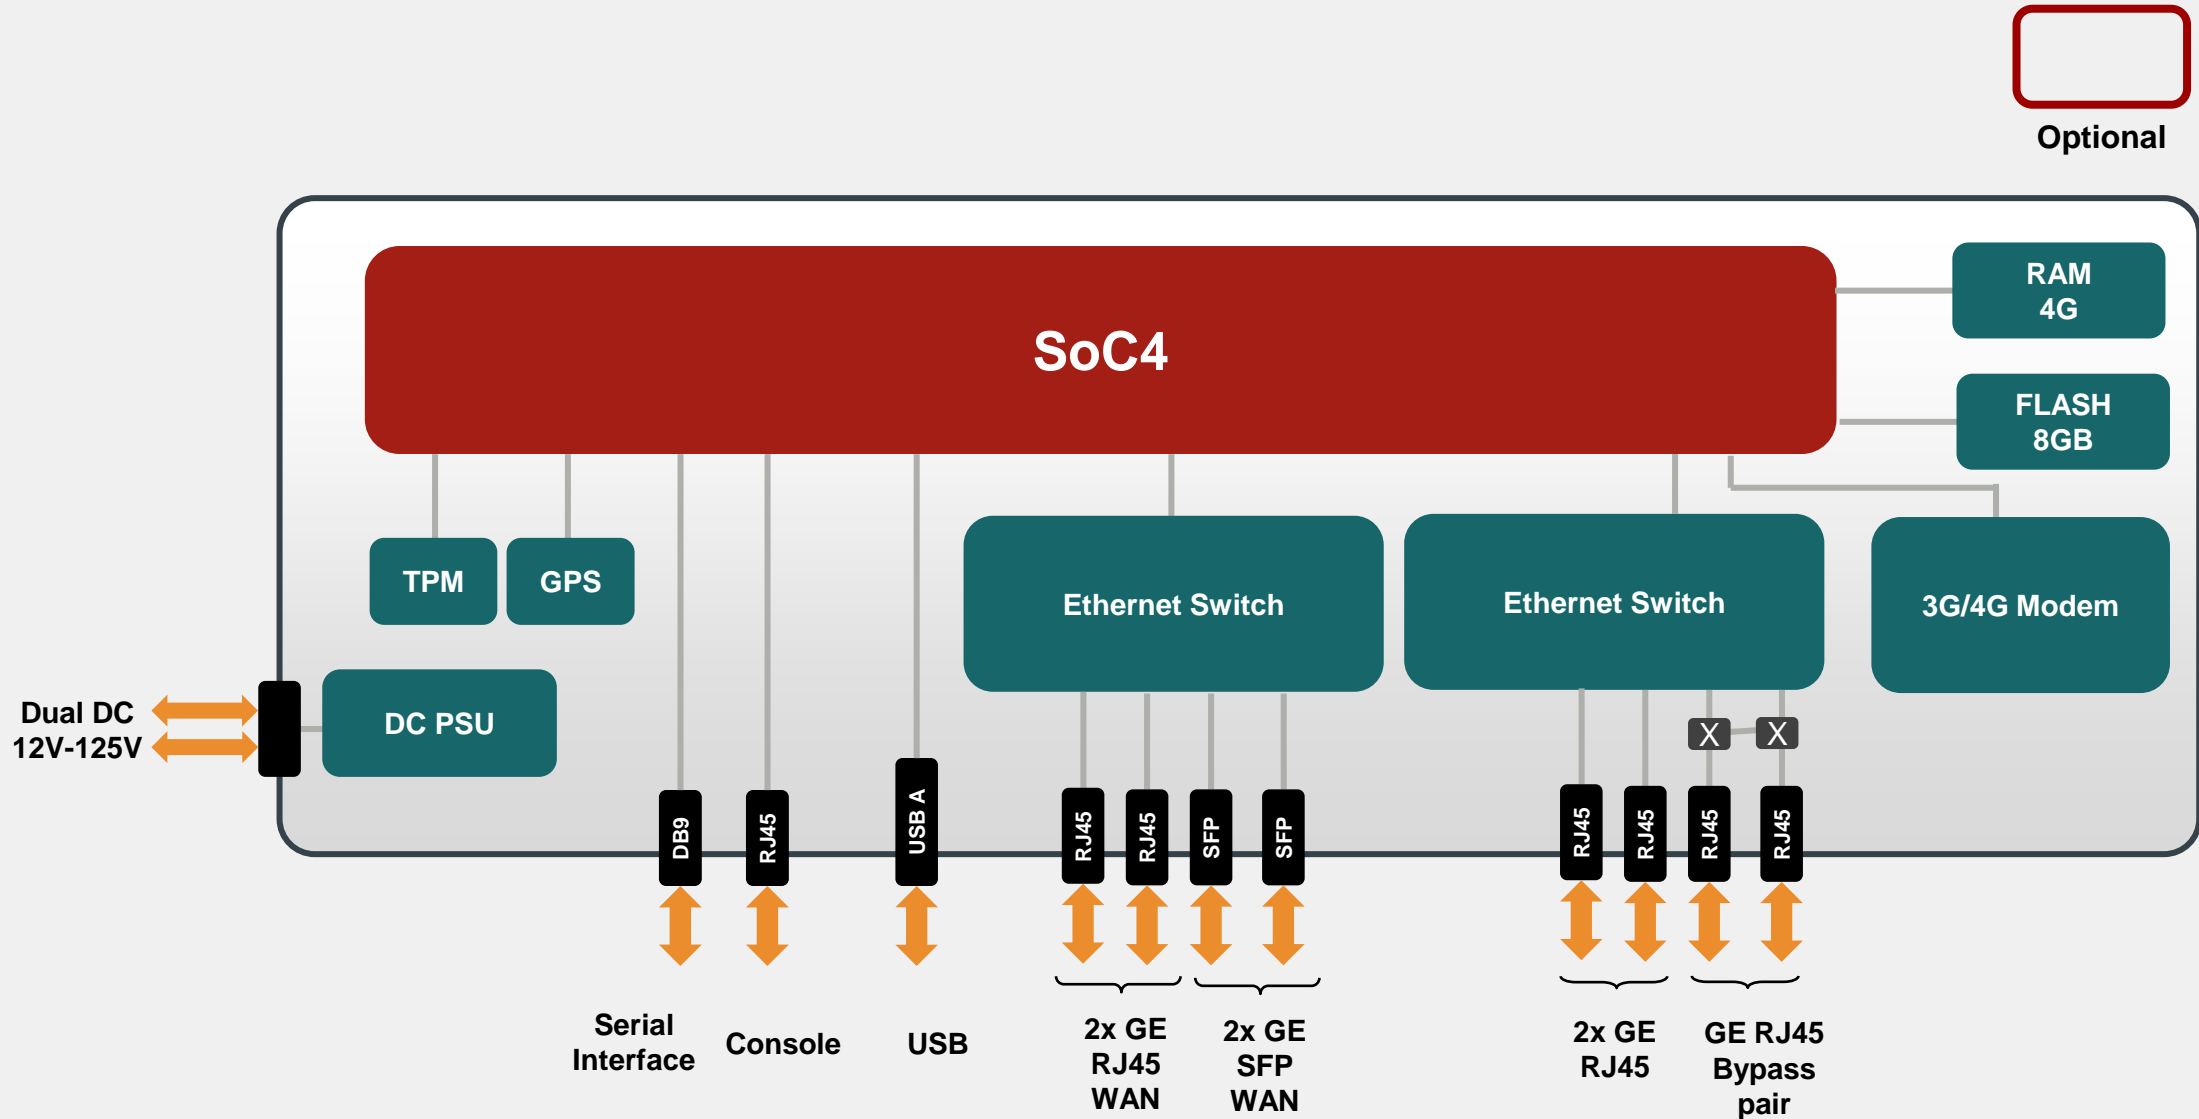 Optional
SoC4
RAM
4G
FLASH
8GB
TPM
GPS
Ethernet Switch
Ethernet Switch
3G/4G Modem
DC PSU
Dual DC
12V-125V
X
X
DB9
RJ45
USB A
RJ45
RJ45
SFP
SFP
RJ45
RJ45
RJ45
RJ45
Serial
Interface
Console
USB
2x GE
RJ45
WAN
2x GE
SFP
WAN
2x GE
RJ45
GE RJ45
Bypass
pair